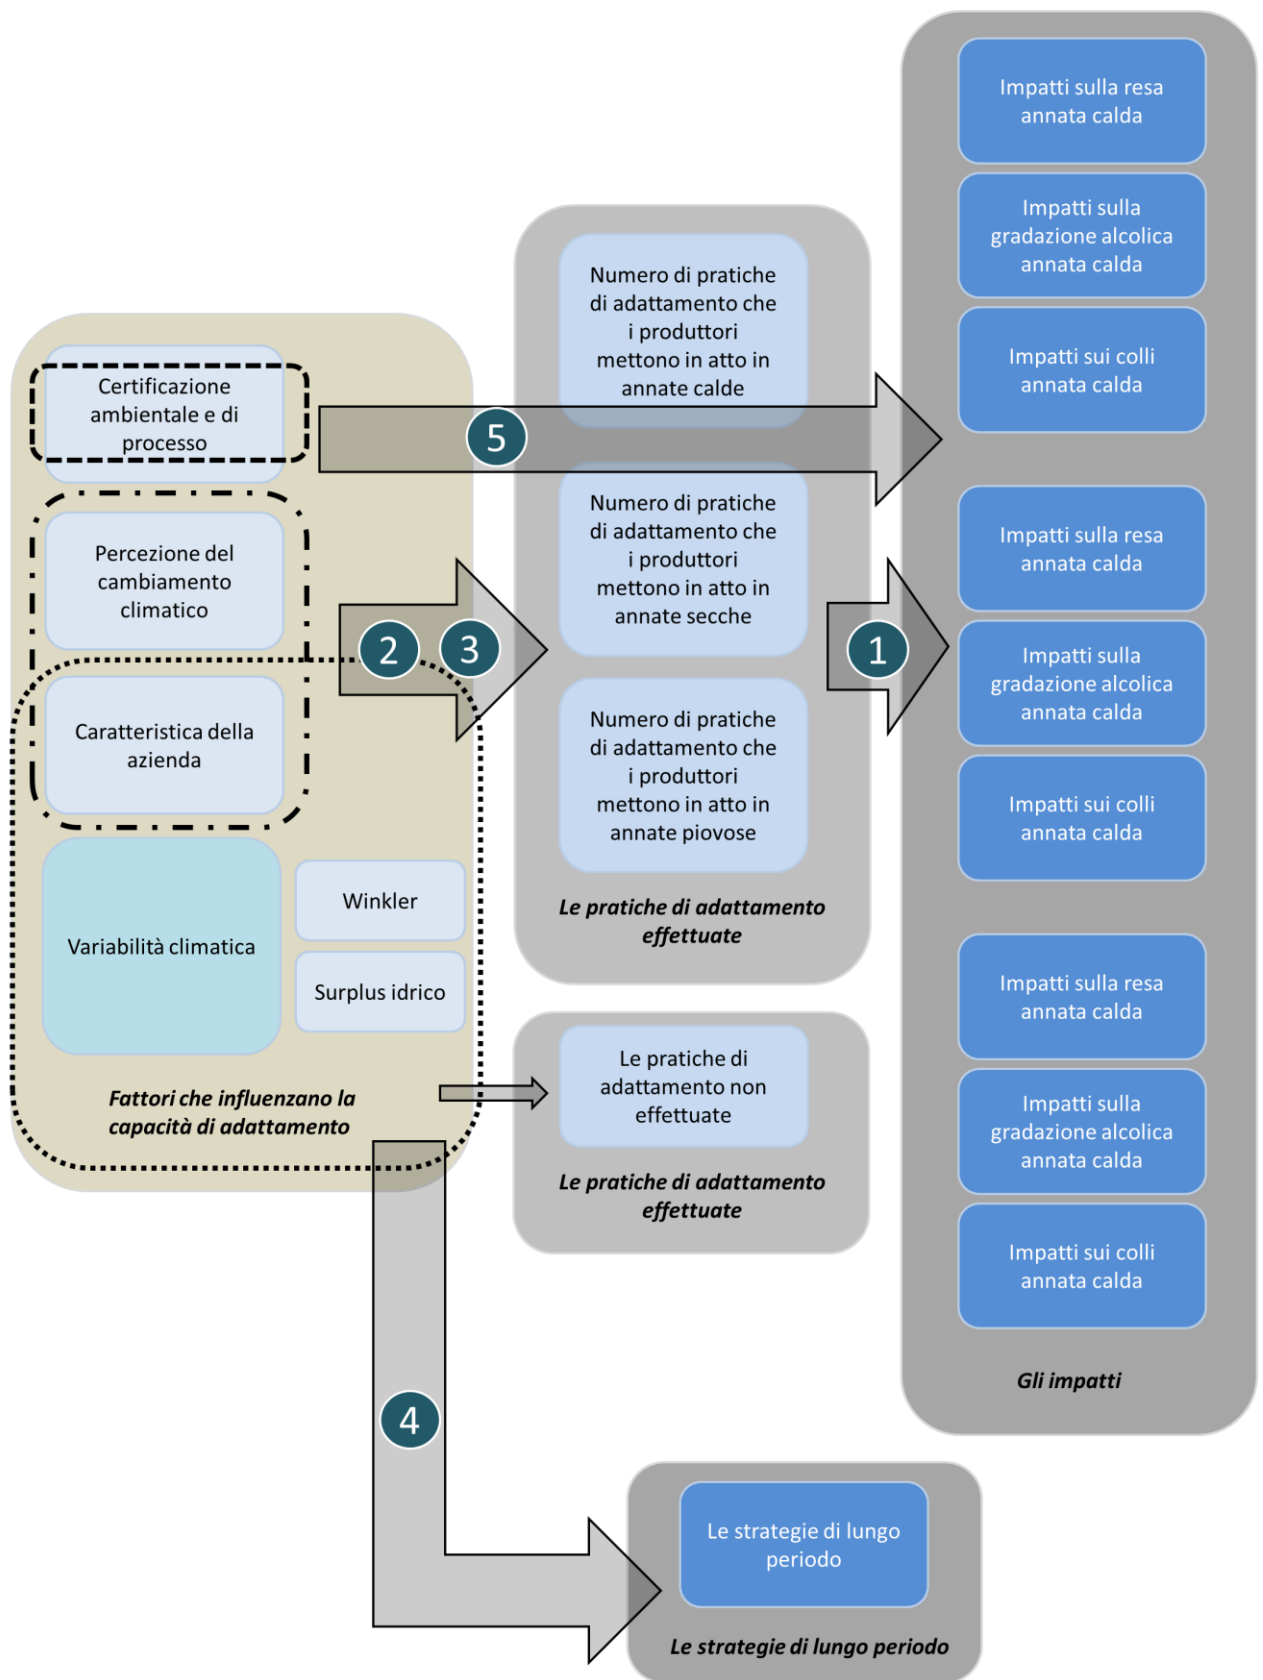 Certificazione
ambientale e di
processo
Percezione del
cambiamento
climatico
Caratteristica della
azienda
Variabilità climatica
Winkler
Surplus idrico
Fattori che influenzano la
capacità di adattamento
5
2
3
1
4
Numero di pratiche
di adattamento che
i produttori
mettono in atto in
annate calde
Numero di pratiche
di adattamento che
i produttori
mettono in atto in
annate secche
Numero di pratiche
di adattamento che
i produttori
mettono in atto in
annate piovose
Le pratiche di adattamento
effettuate
Le pratiche di
adattamento non
effettuate
Le pratiche di adattamento
effettuate
Impatti sulla resa
annata calda
Impatti sulla
gradazione alcolica
annata calda
Impatti sui colli
annata calda
Impatti sulla resa
annata calda
Impatti sulla
gradazione alcolica
annata calda
Impatti sui colli
annata calda
Impatti sulla resa
annata calda
Impatti sulla
gradazione alcolica
annata calda
Impatti sui colli
annata calda
Gli impatti
Le strategie di lungo
periodo
Le strategie di lungo periodo